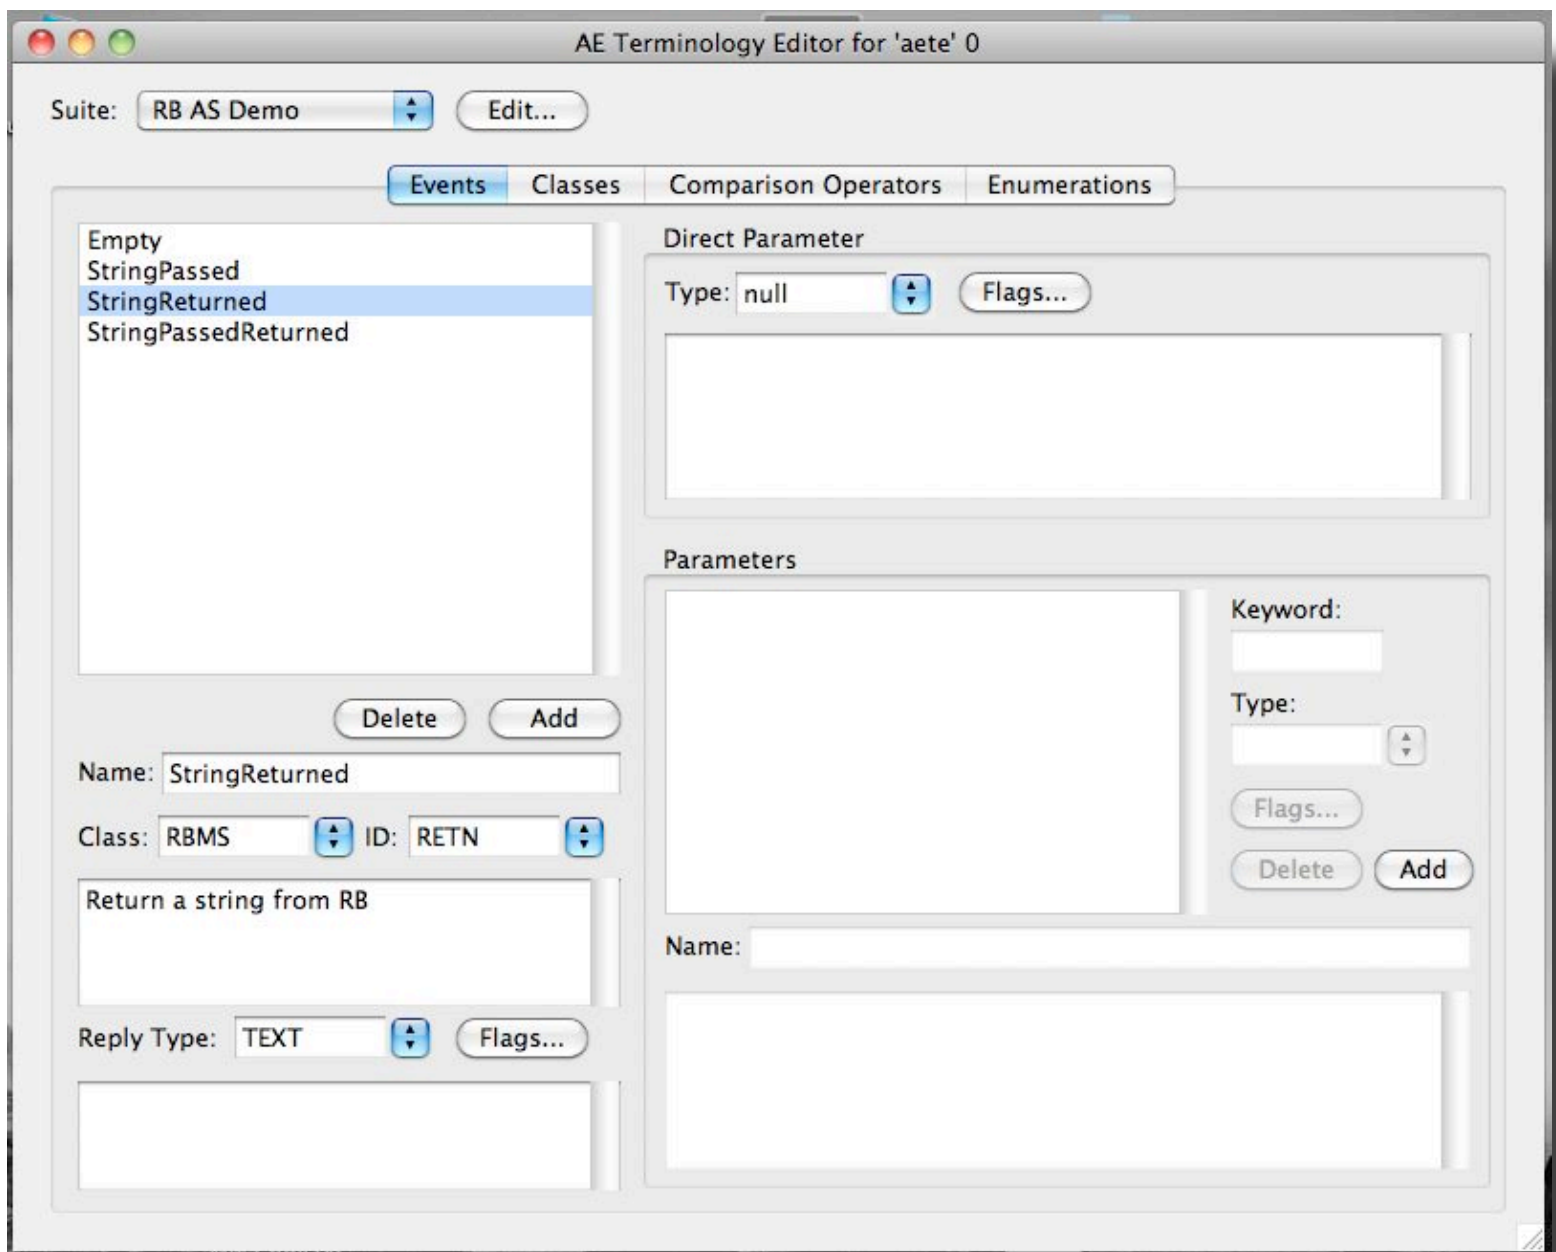 AE Terminology Editor for 'aete' 0
Suite: RB AS Demo Edit...
Events Classes Comparison Operators Enumerations
Empty
StringPassed
StringReturned
StringPassedReturned
Delete Add
Name: StringReturned
Class: RBMS ID: RETN
Return a string from RB
Reply Type: TEXT Flags...
Direct Parameter
Type: null Flags...
Parameters
Keyword:
Type:
Flags...
Delete Add
Name: